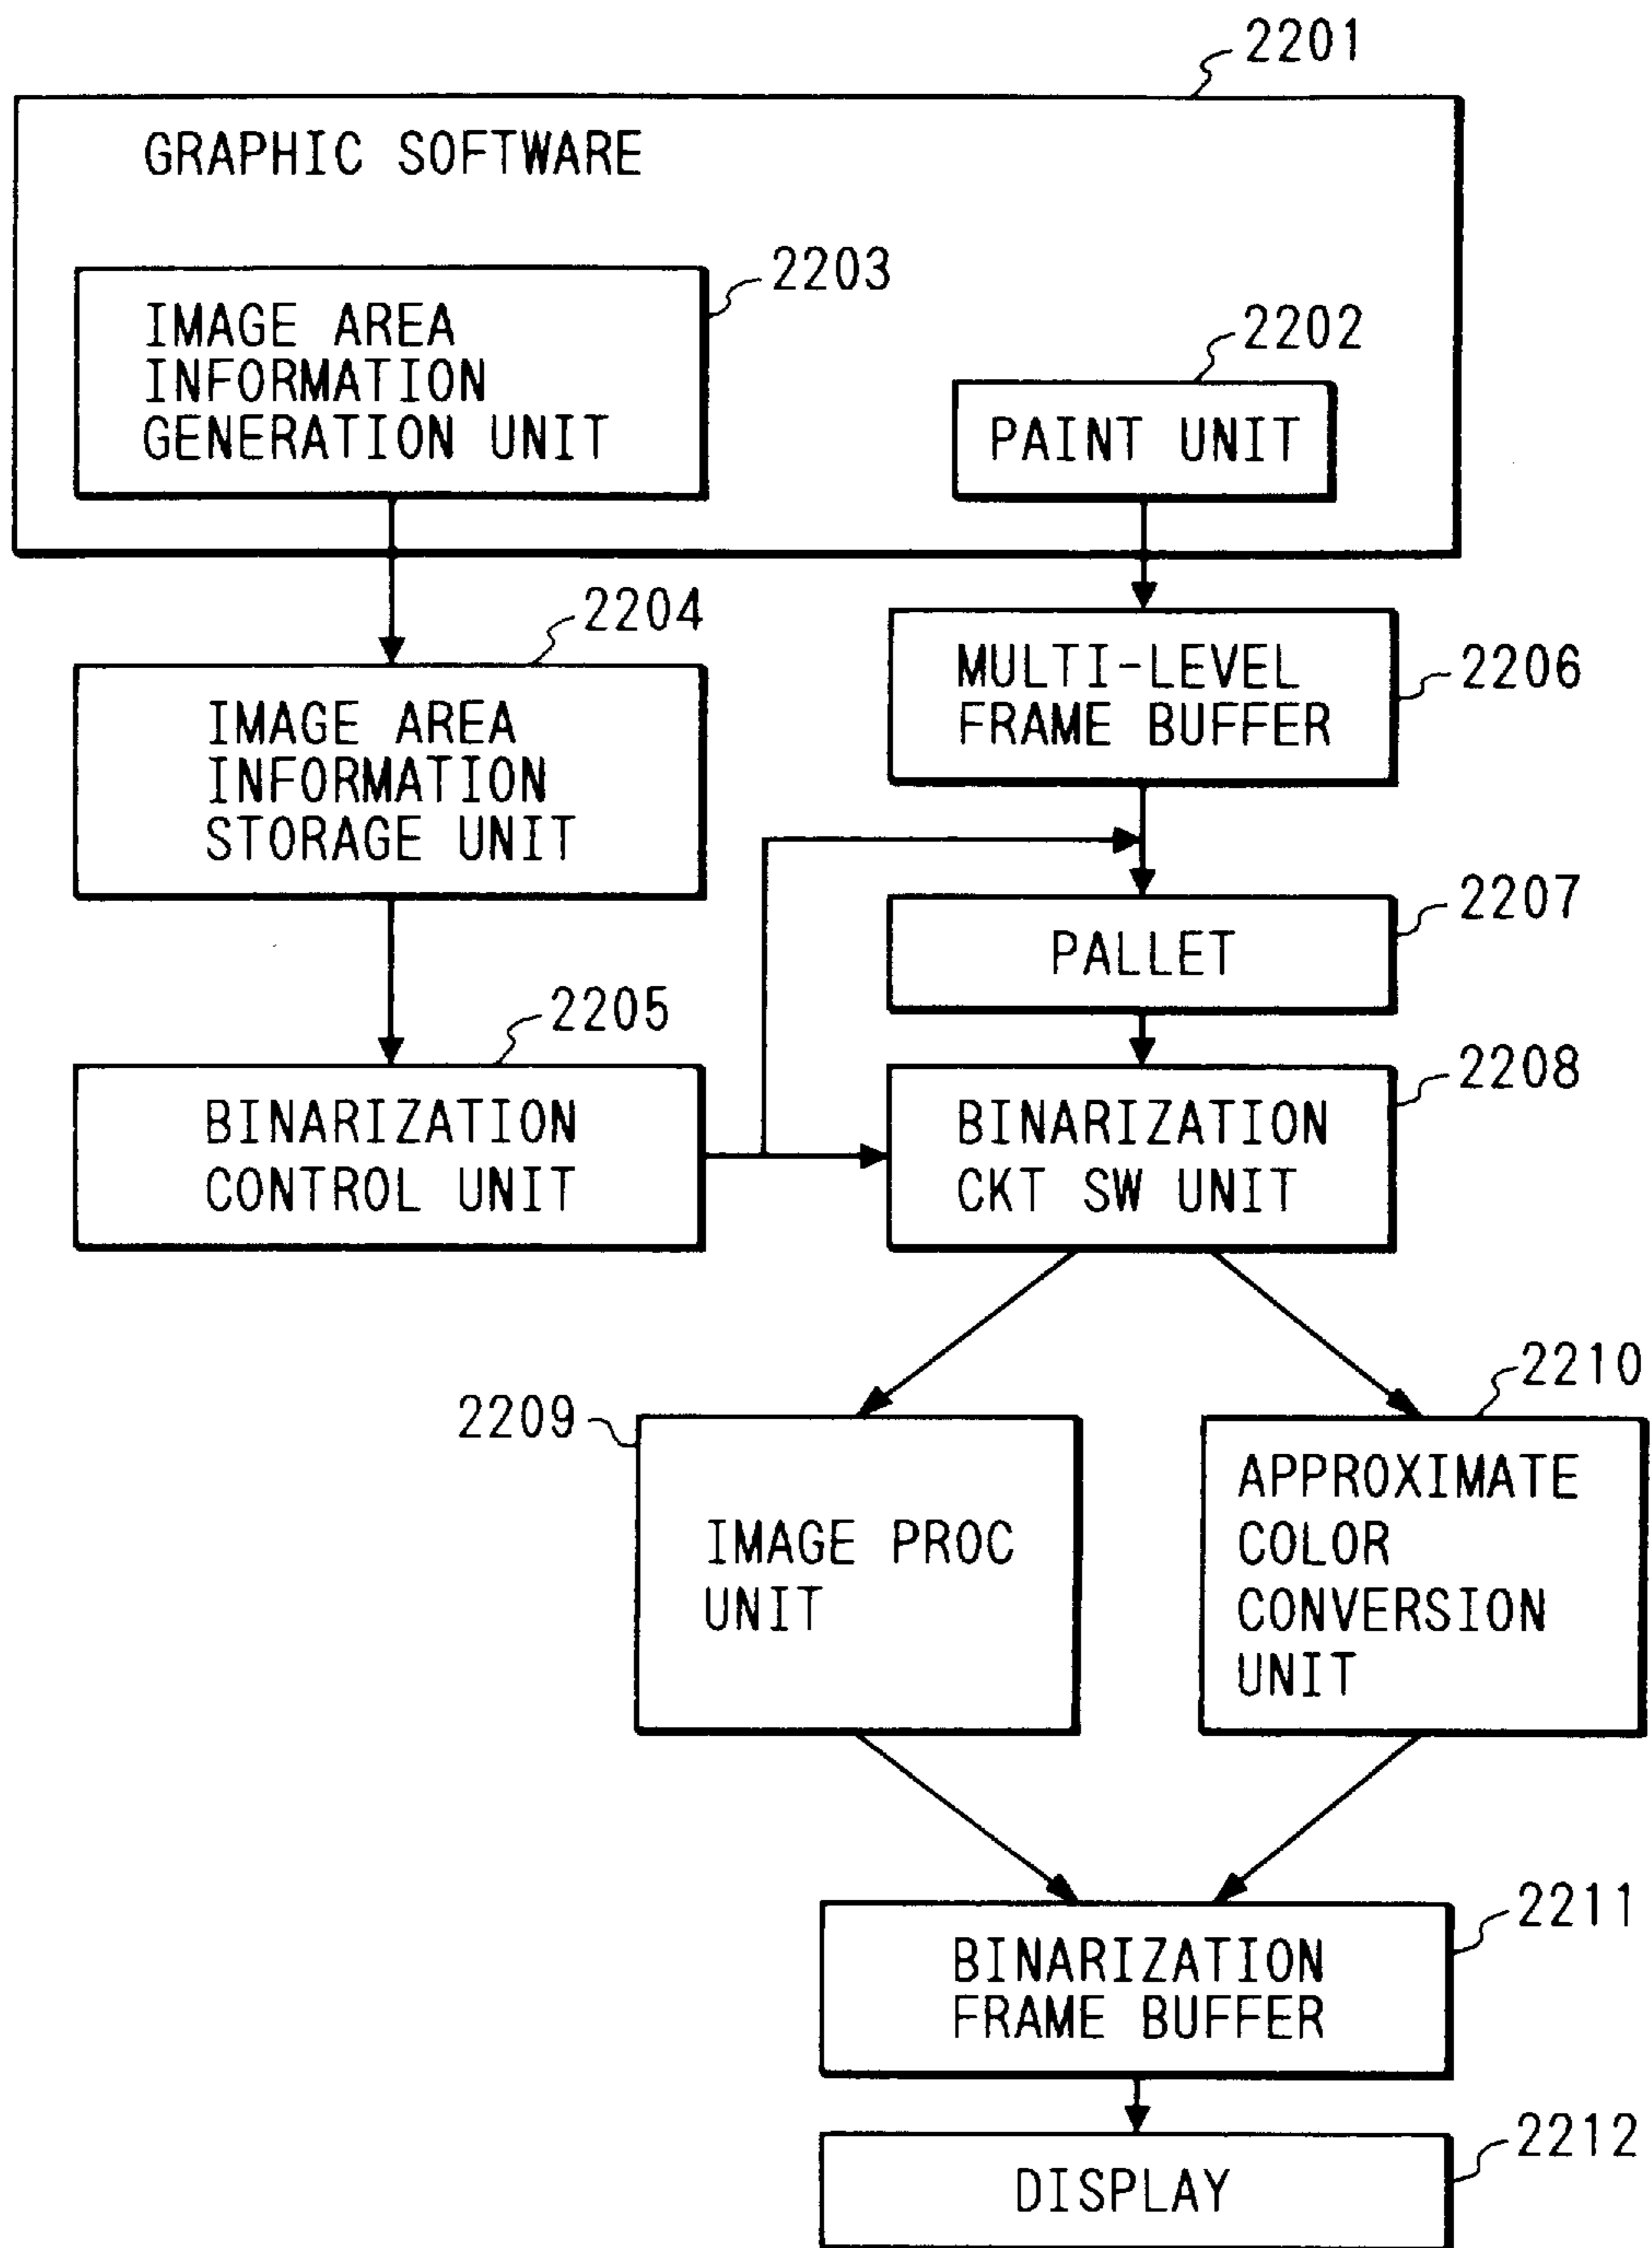 2201
GRAPHIC SOFTWARE
2203
IMAGE AREA
INFORMATION
GENERATION UNIT
2202
PAINT UNIT
2204
IMAGE AREA
INFORMATION
STORAGE UNIT
2206
MULTI-LEVEL
FRAME BUFFER
2207
PALLET
2205
BINARIZATION
CONTROL UNIT
2208
BINARIZATION
CKT SW UNIT
2209
IMAGE PROC
UNIT
2210
APPROXIMATE
COLOR
CONVERSION
UNIT
2211
BINARIZATION
FRAME BUFFER
2212
DISPLAY